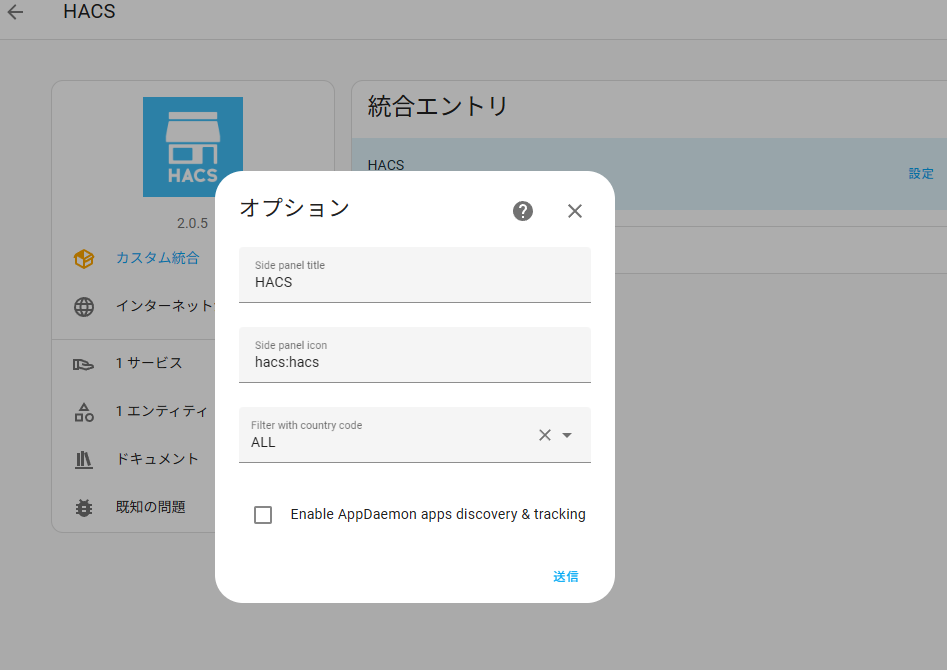 HACS
HACS
2.0.5
カスタム統合
インターネット
1 サービス
1 エンティティ
ドキュメント
既知の問題
統合エントリ
HACS
設定
オプション
Side panel title
HACS
Side panel icon
hacs:hacs
Filter with country code
ALL
Enable AppDaemon apps discovery & tracking
送信